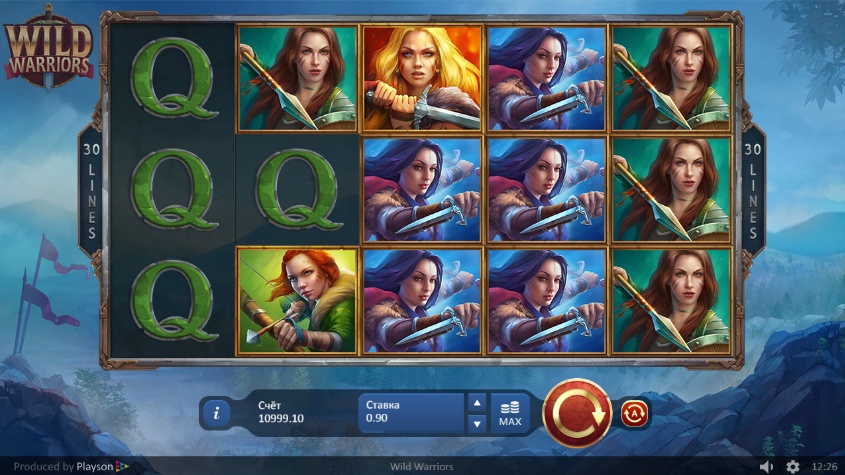 WILD
WARRIORS
30
LINES
30
LINES
Q
Q
Q
Q
i
Счёт
10999.10
Ставка
0.90
MAX
A
Produced by Playson
Wild Warriors
12:26